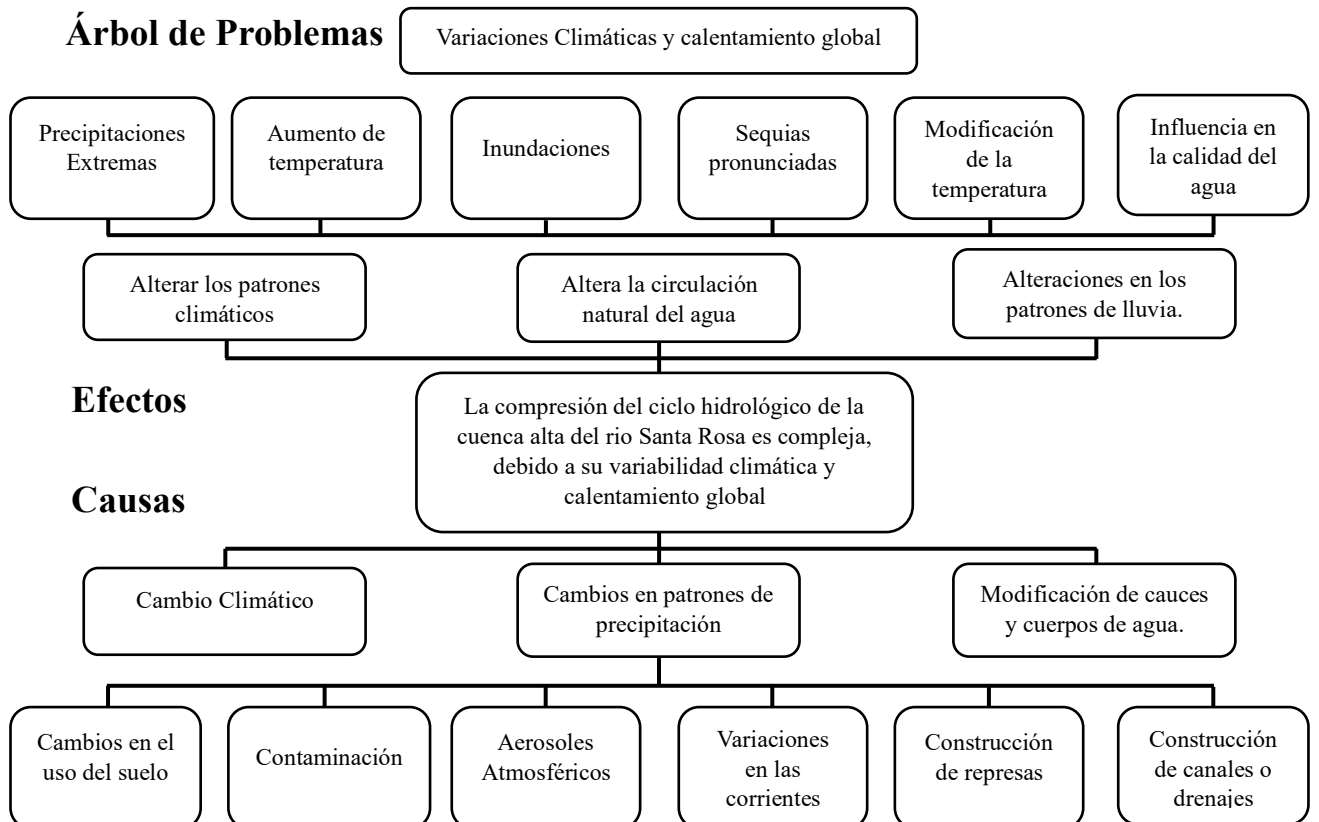 Árbol de Problemas
Variaciones Climáticas y calentamiento global
Precipitaciones
Extremas
Aumento de
temperatura
Inundaciones
Sequias
pronunciadas
Modificación
de la
temperatura
Influencia en
la calidad del
agua
Alterar los patrones
climáticos
Altera la circulación
natural del agua
Alteraciones en los
patrones de lluvia.
Efectos
La compresión del ciclo hidrológico de la
cuenca alta del rio Santa Rosa es compleja,
debido a su variabilidad climática y
calentamiento global
Causas
Cambio Climático
Cambios en patrones de
precipitación
Modificación de cauces
y cuerpos de agua.
Cambios en el
uso del suelo
Contaminación
Aerosoles
Atmosféricos
Variaciones
en las
corrientes
Construcción
de represas
Construcción
de canales o
drenajes